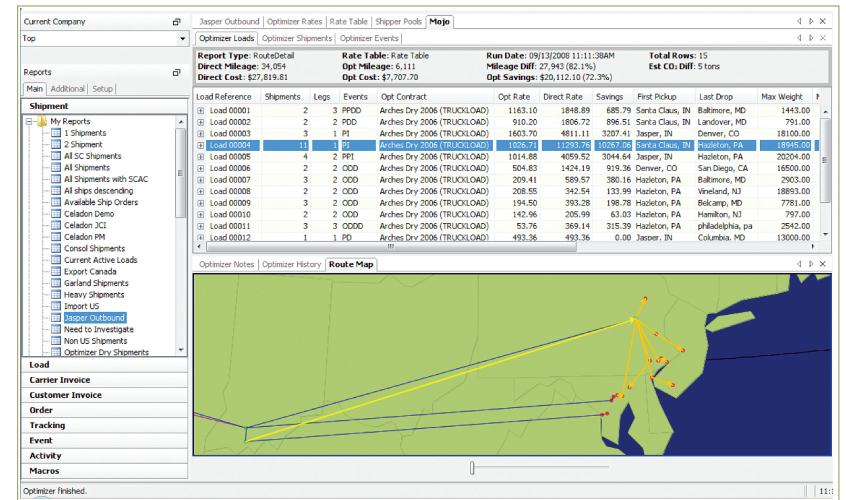 Current Company
Top
Reports
Main Additional Setup
Shipment
My Reports
1 Shipments
2 Shipment
All SC Shipments
All Shipments
All Shipments with SCAC
All ships descending
Available Ship Orders
Celadon Demo
Celadon JCI
Celadon PM
Consol Shipments
Current Active Loads
Export Canada
Garland Shipments
Heavy Shipments
Import US
Jasper Outbound
Need to Investigate
Non US Shipments
Optimizer Dry Shipments
Load
Carrier Invoice
Customer Invoice
Order
Tracking
Event
Activity
Macros
Jasper Outbound Optimizer Rates Rate Table Shipper Pools Mojo
Optimizer Loads Optimizer Shipments Optimizer Events
Report Type: RouteDetail Rate Table: Rate Table Run Date: 09/13/2008 11:11:38AM Total Rows: 15
Direct Mileage: 34,054 Opt Mileage: 6,111 Mileage Diff: 27,943 (82.1%) Est CO2 Diff: 5 tons
Direct Cost: $27,819.81 Opt Cost: $7,707.70 Opt Savings: $20,112.10 (72.3%)
Load Reference Shipments Legs Events Opt Contract Opt Rate Direct Rate Savings First Pickup Last Drop Max Weight
Load 00001 2 3 PPDD Arches Dry 2006 (TRUCKLOAD) 1163.10 1848.89 685.79 Santa Claus, IN Baltimore, MD 1443.00
Load 00002 2 2 PDD Arches Dry 2006 (TRUCKLOAD) 910.20 1806.72 896.51 Santa Claus, IN Landover, MD 791.00
Load 00003 3 1 PI Arches Dry 2006 (TRUCKLOAD) 1603.70 4811.11 3207.41 Jasper, IN Denver, CO 18100.00
Load 00004 11 1 PI Arches Dry 2006 (TRUCKLOAD) 1026.71 11293.76 10267.06 Santa Claus, IN Hazleton, PA 18945.00
Load 00005 4 2 PPI Arches Dry 2006 (TRUCKLOAD) 1014.88 4059.52 3044.64 Jasper, IN Hazleton, PA 20204.00
Load 00006 2 2 ODD Arches Dry 2006 (TRUCKLOAD) 504.83 1424.19 919.36 Denver, CO San Diego, CA 16500.00
Load 00007 3 2 ODD Arches Dry 2006 (TRUCKLOAD) 209.41 589.57 380.16 Hazleton, PA Baltimore, MD 2903.00
Load 00008 2 2 ODD Arches Dry 2006 (TRUCKLOAD) 208.55 342.54 133.99 Hazleton, PA Vineland, NJ 18893.00
Load 00009 2 2 ODD Arches Dry 2006 (TRUCKLOAD) 194.50 393.28 198.78 Hazleton, PA Belcamp, MD 7781.00
Load 00010 2 2 ODD Arches Dry 2006 (TRUCKLOAD) 142.96 205.99 63.03 Hazleton, PA Hamilton, NJ 797.00
Load 00011 3 3 ODDD Arches Dry 2006 (TRUCKLOAD) 53.76 369.14 315.39 Hazleton, PA philadelphia, pa 2542.00
Load 00012 1 1 PD Arches Dry 2006 (TRUCKLOAD) 493.36 493.36 0.00 Jasper, IN Columbia, MD 13000.00
Optimizer Notes Optimizer History Route Map
Optimizer finished.